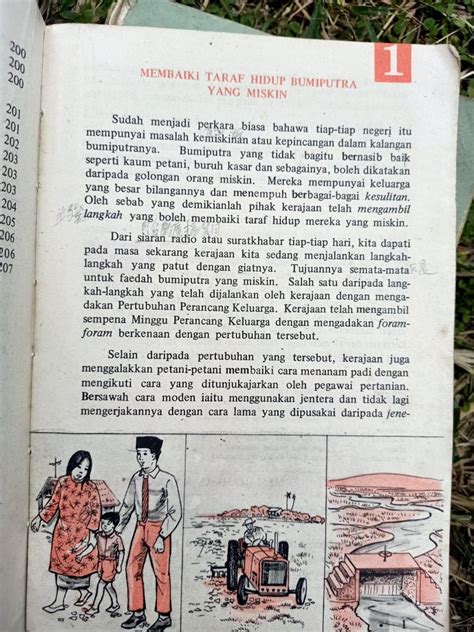 200
200
200
201
202
203
203
204
205
206
207
1
MEMBAIKI TARAF HIDUP BUMIPUTRA
YANG MISKIN
Sudah menjadi perkara biasa bahawa tiap-tiap negeri itu
mempunyai masalah kemiskinan atau kepincangan dalam kalangan
bumiputranya. Bumiputra yang tidak bagitu bernasib baik
seperti kaum petani, buruh kasar dan sebagainya, boleh dikatakan
daripada golongan orang miskin. Mereka mempunyai keluarga
yang besar bilangannya dan menempuh berbagai-bagai kesulitan.
Oleh sebab yang demikianlah pihak kerajaan telah mengambil
langkah yang boleh membaiki taraf hidup mereka yang miskin.
Dari siaran radio atau suratkhabar tiap-tiap hari, kita dapati
pada masa sekarang kerajaan kita sedang menjalankan langkah-
langkah yang patut dengan giatnya. Tujuannya semata-mata
untuk faedah bumiputra yang miskin. Salah satu daripada lang-
kah-langkah yang telah dijalankan oleh kerajaan dengan menga-
dakan Pertubuhan Perancang Keluarga. Kerajaan telah mengambil
sempena Minggu Perancang Keluarga dengan mengadakan foram-
foram berkenaan dengan pertubuhan tersebut.
Selain daripada pertubuhan yang tersebut, kerajaan juga
menggalakkan petani-petani membaiki cara menanam padi dengan
mengikuti cara yang ditunjukajarkan oleh pegawai pertanian.
Bersawah cara moden iaitu menggunakan jentera dan tidak lagi
mengerjakannya dengan cara lama yang dipusakai daripada jene-